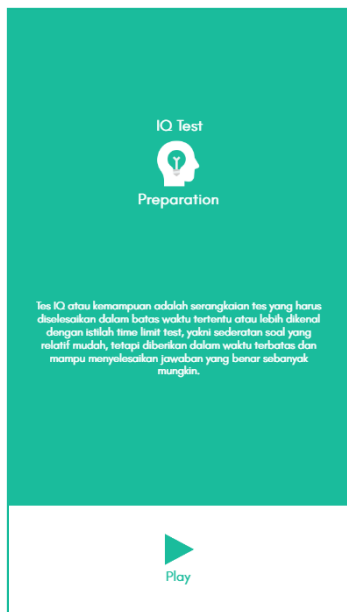 IQ Test
Preparation
Tes IQ atau kemampuan adalah serangkaian tes yang harus
diselesaikan dalam batas waktu tertentu atau lebih dikenal
dengan istilah time limit test, yakni sederatan soal yang
relatif mudah, tetapi diberikan dalam waktu terbatas dan
mampu menyelesaikan jawaban yang benar sebanyak
mungkin.
Play